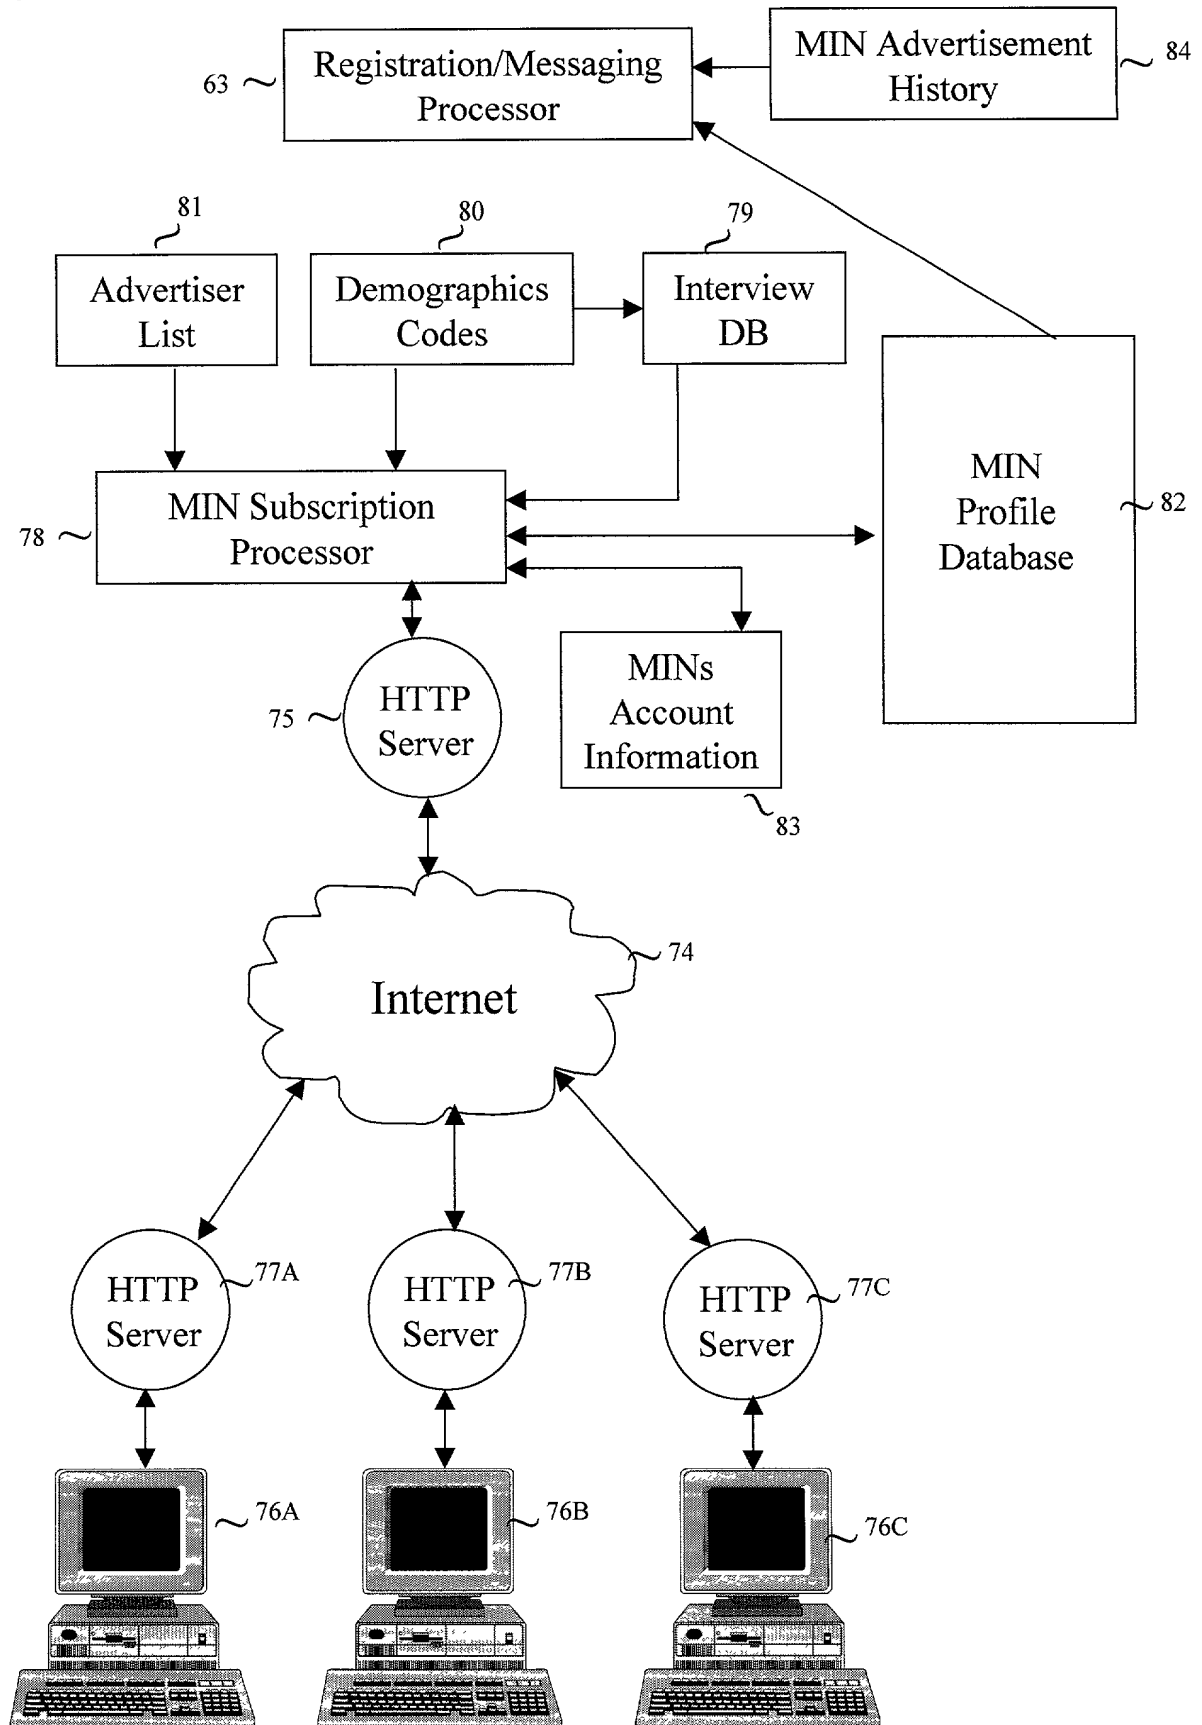 Registration/Messaging
Processor
63
MIN Advertisement
History
84
81
80
79
Advertiser
List
Demographics
Codes
Interview
DB
MIN
Profile
Database
82
MIN Subscription
Processor
78
HTTP
Server
75
MINs
Account
Information
83
Internet
74
HTTP
Server
77A
HTTP
Server
77B
HTTP
Server
77C
76A
76B
76C